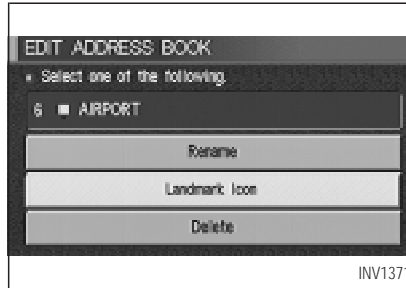 EDIT ADDRESS BOOK
Select one of the following.
6 AIRPORT
Rename
Landmark Icon
Delete
INV1371